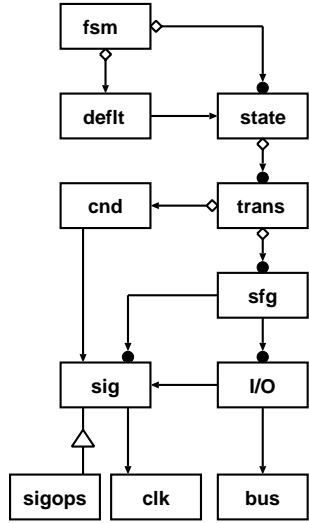 fsm
deflt
state
cnd
trans
sfg
sig
I/O
sigops
clk
bus